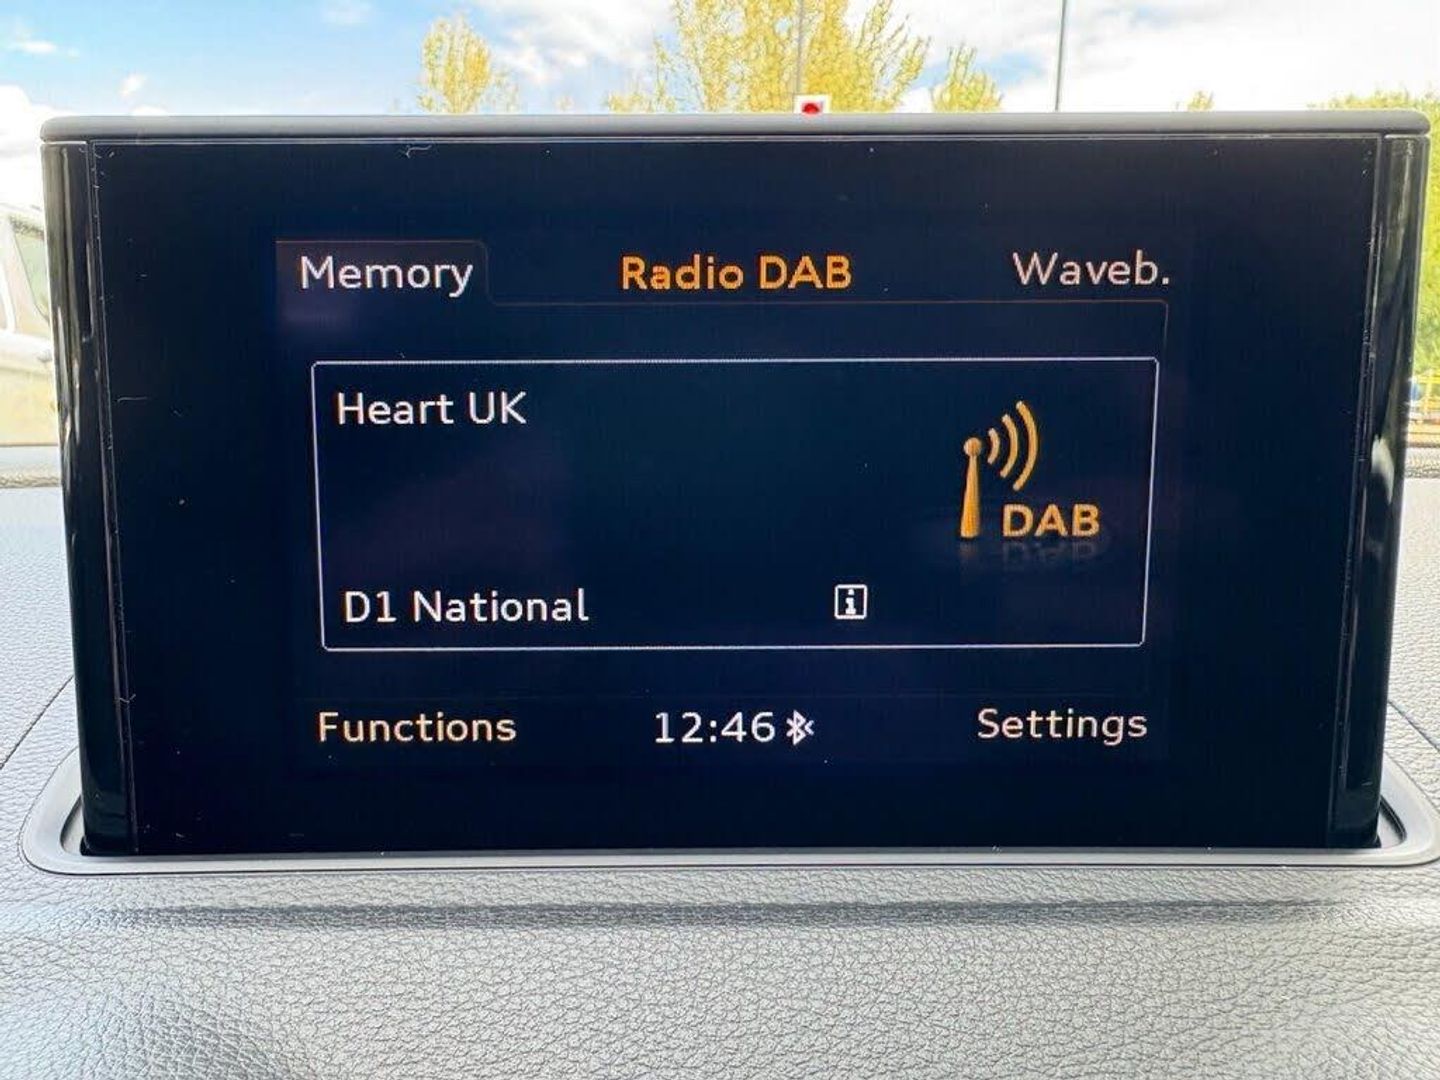 Memory Radio DAB Waveb.
Heart UK
DAB
D1 National i
Functions 12:46 Settings